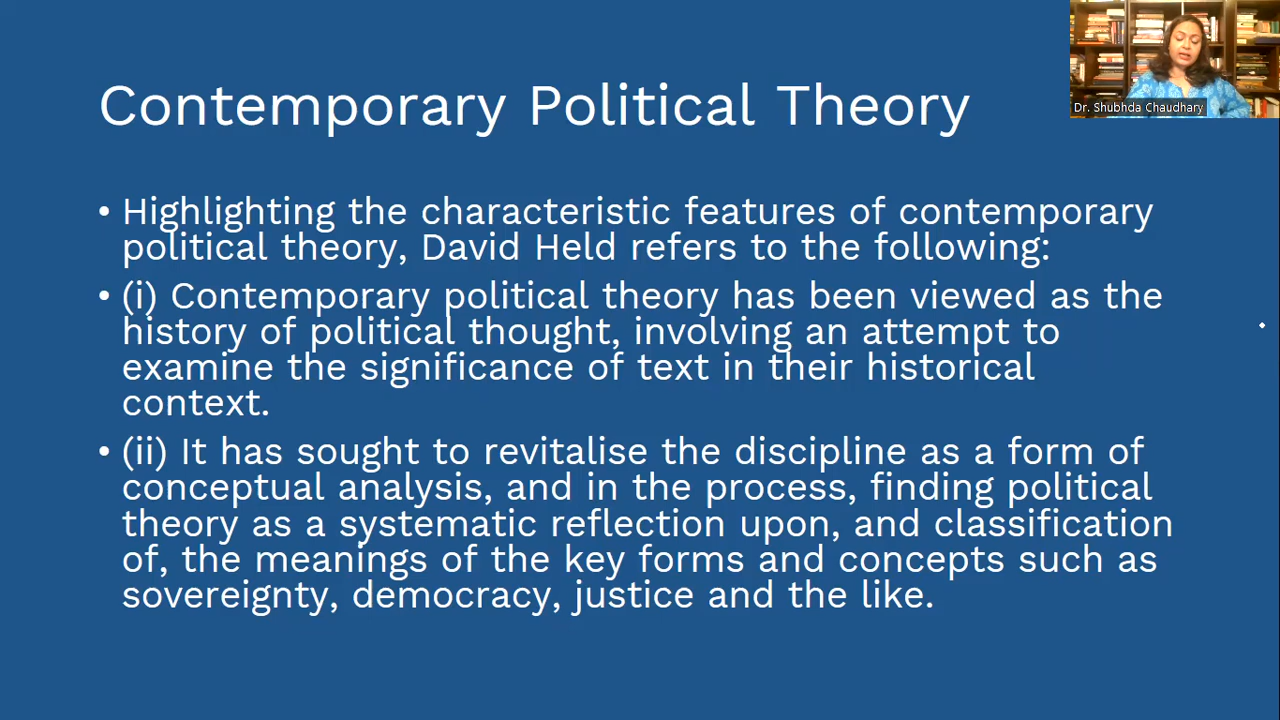 Dr. Shubhda Chaudhary
Contemporary Political Theory
• Highlighting the characteristic features of contemporary
political theory, David Held refers to the following:
• (i) Contemporary political theory has been viewed as the
history of political thought, involving an attempt to
examine the significance of text in their historical
context.
• (ii) It has sought to revitalise the discipline as a form of
conceptual analysis, and in the process, finding political
theory as a systematic reflection upon, and classification
of, the meanings of the key forms and concepts such as
sovereignty, democracy, justice and the like.